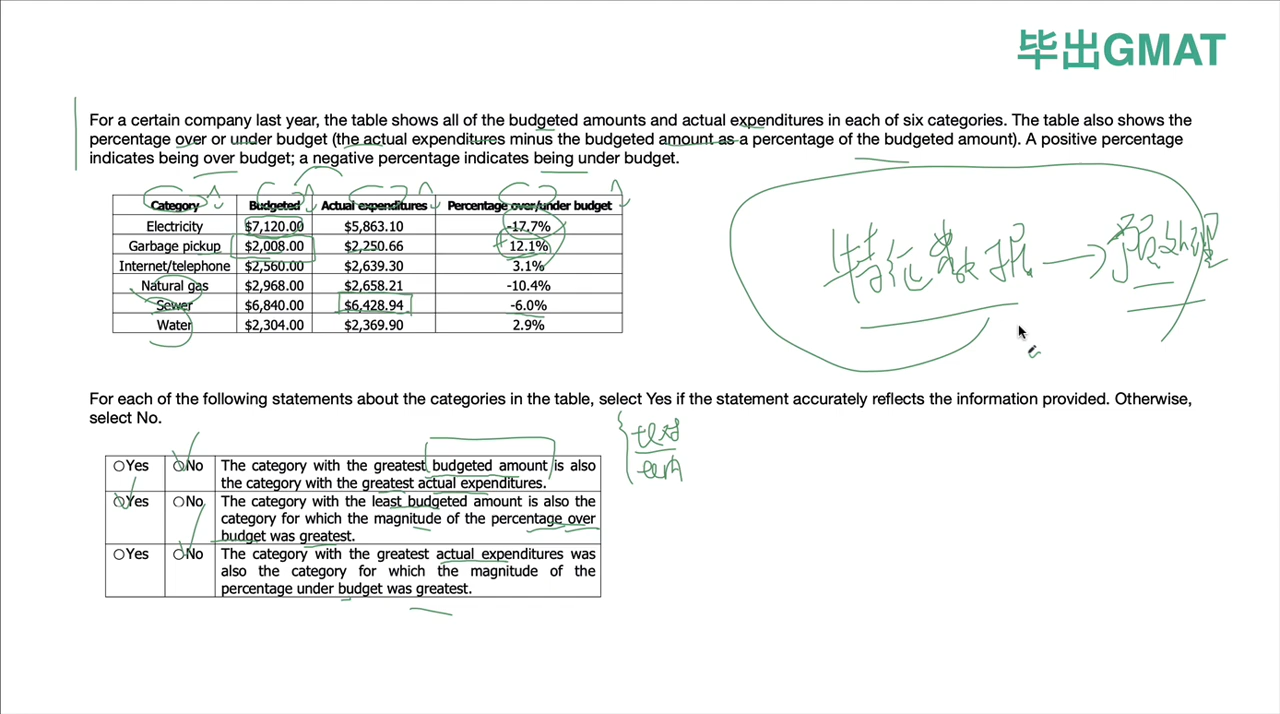 毕出GMAT
For a certain company last year, the table shows all of the budgeted amounts and actual expenditures in each of six categories. The table also shows the
percentage over or under budget (the actual expenditures minus the budgeted amount as a percentage of the budgeted amount). A positive percentage
indicates being over budget; a negative percentage indicates being under budget.
Category Budgeted Actual expenditures Percentage over/under budget
Electricity $7,120.00 $5,863.10 -17.7%
Garbage pickup $2,008.00 $2,250.66 + 12.1%
Internet/telephone $2,560.00 $2,639.30 3.1%
Natural gas $2,968.00 $2,658.21 -10.4%
Sewer $6,840.00 $6,428.94 -6.0%
Water $2,304.00 $2,369.90 2.9%
特征数据 → 预处理
For each of the following statements about the categories in the table, select Yes if the statement accurately reflects the information provided. Otherwise,
select No.
Yes No The category with the greatest budgeted amount is also
the category with the greatest actual expenditures.
Yes No The category with the least budgeted amount is also the
category for which the magnitude of the percentage over
budget was greatest.
Yes No The category with the greatest actual expenditures was
also the category for which the magnitude of the
percentage under budget was greatest.